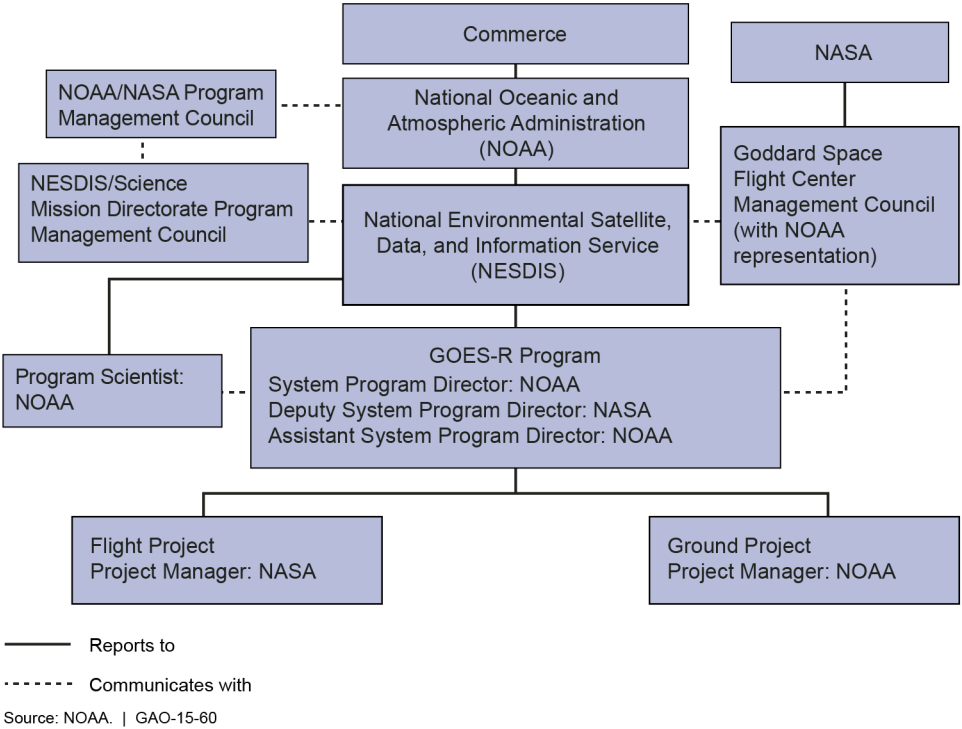 Commerce
NASA
NOAA/NASA Program
Management Council
National Oceanic and
Atmospheric Administration
(NOAA)
Goddard Space
Flight Center
Management Council
(with NOAA
representation)
NESDIS/Science
Mission Directorate Program
Management Council
National Environmental Satellite,
Data, and Information Service
(NESDIS)
Program Scientist:
NOAA
GOES-R Program
System Program Director: NOAA
Deputy System Program Director: NASA
Assistant System Program Director: NOAA
Flight Project
Project Manager: NASA
Ground Project
Project Manager: NOAA
Reports to
Communicates with
Source: NOAA. | GAO-15-60